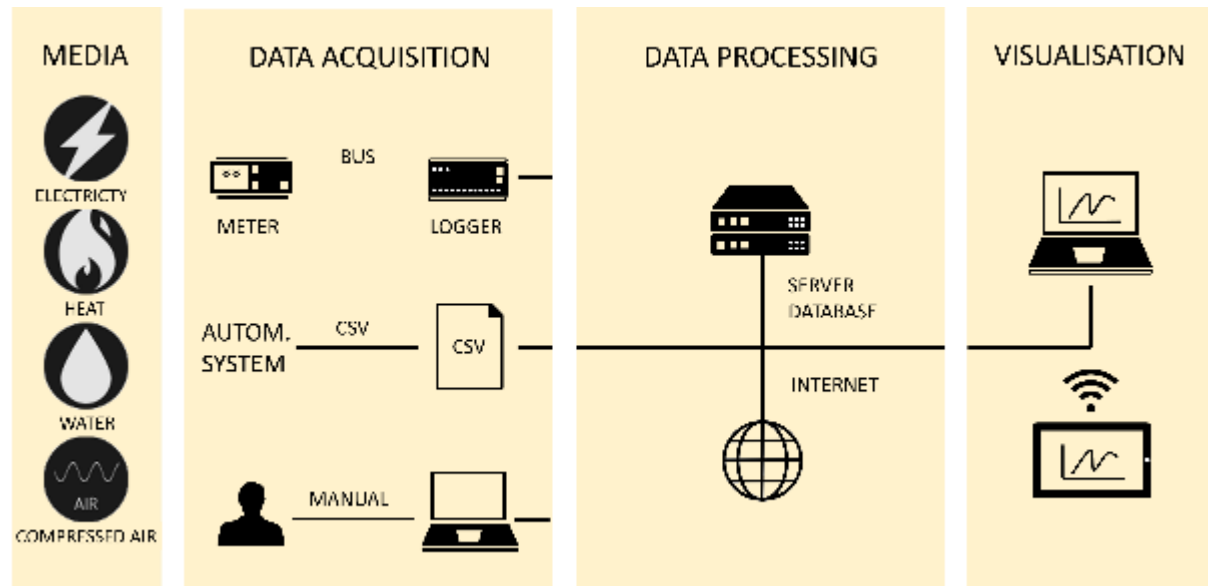 MEDIA
ELECTRICTY
HEAT
WATER
AIR
COMPRESSED AIR
DATA ACQUISITION
BUS
METER
LOGGER
AUTOM.
SYSTEM
CSV
CSV
MANUAL
DATA PROCESSING
SERVER
DATABASE
INTERNET
VISUALISATION